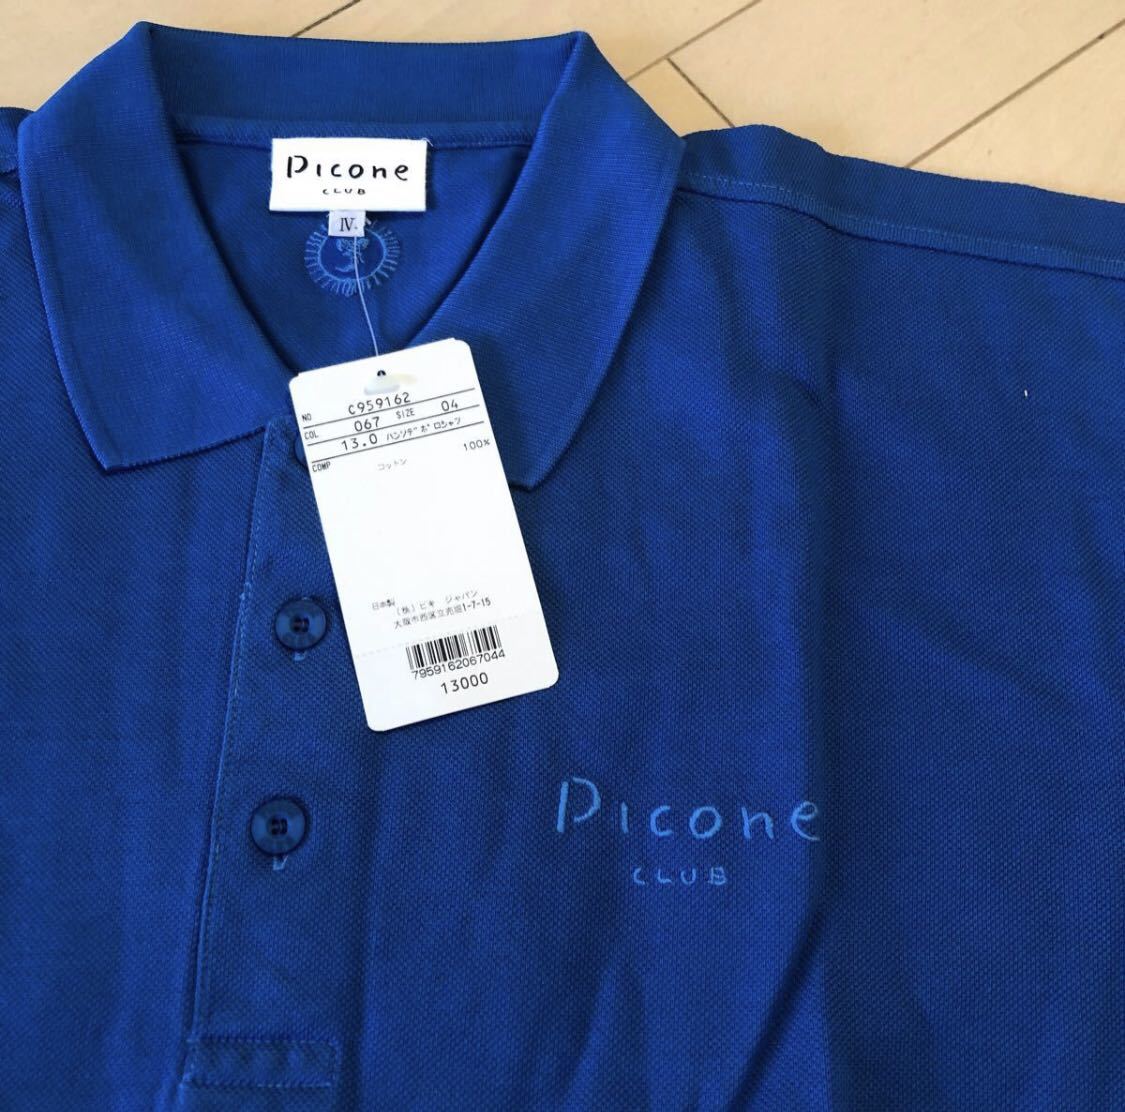 Picone
CLUB
IV
NO C959162
COL 067 SIZE 04
13.0 ハンソデポロシャツ
COMP コットン 100%
日本製 (株)ビキ ジャパン
大阪市西区立売堀1-7-15
7959162067044
13000
Picone
CLUB